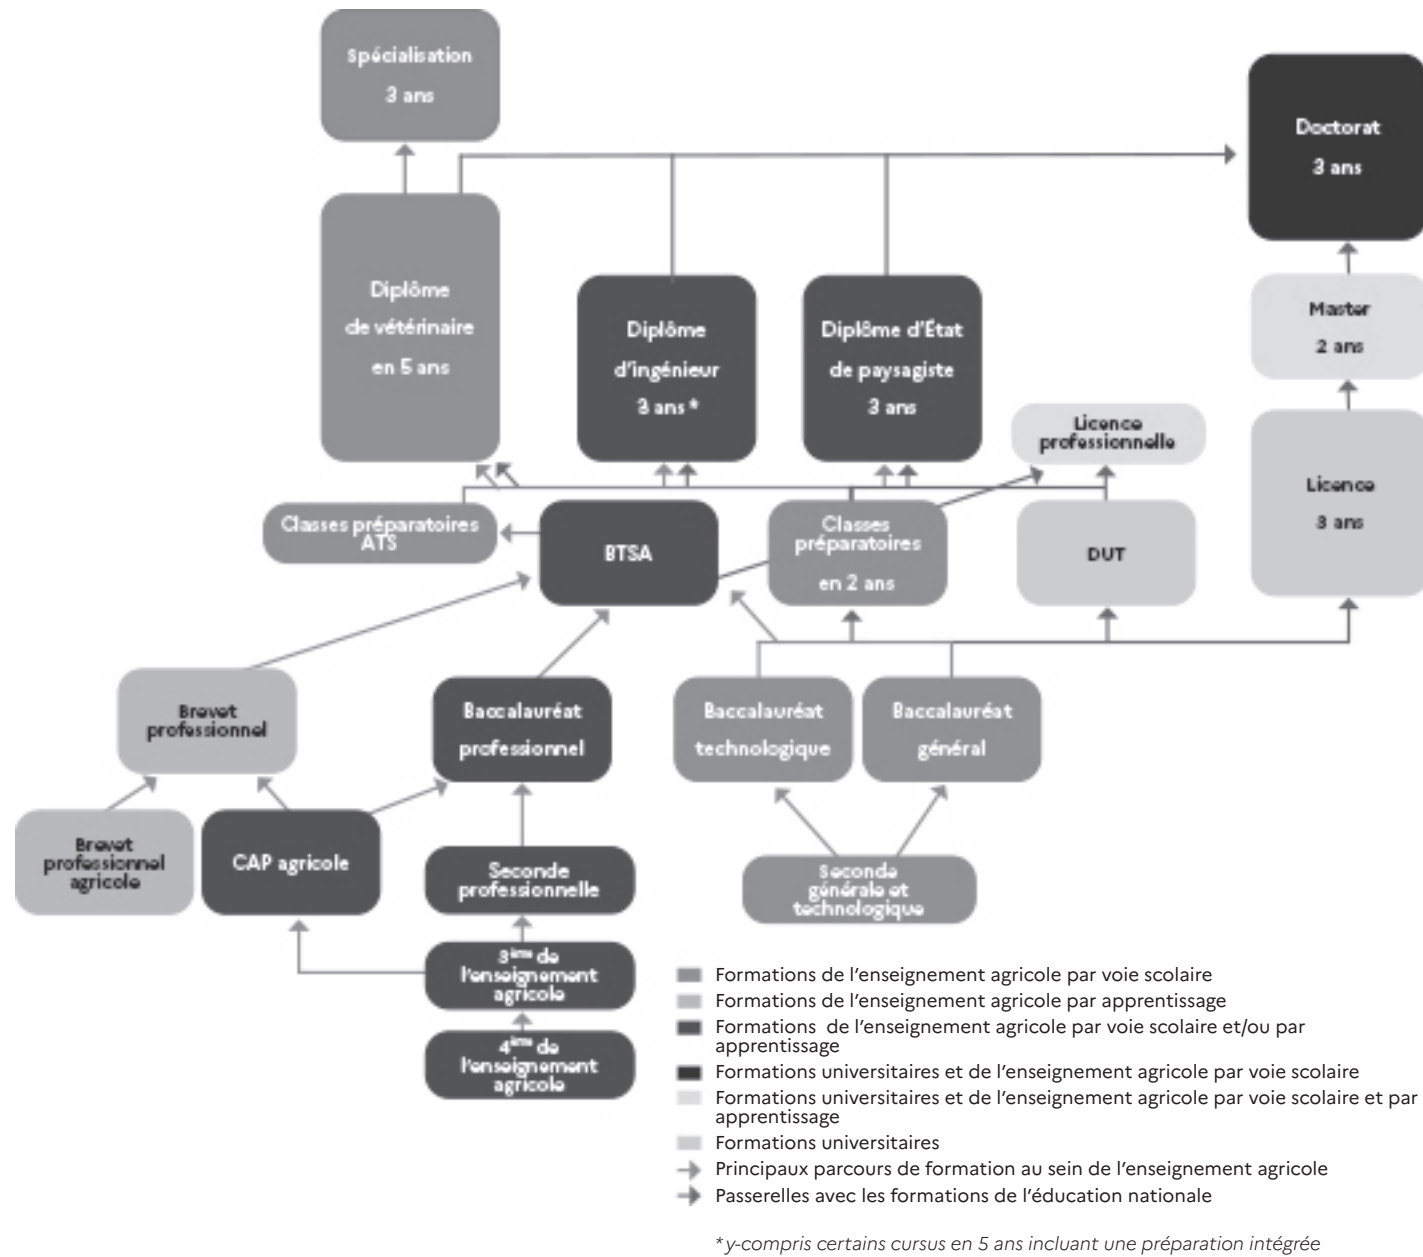 Spécialisation
3 ans
Doctorat
3 ans
Diplôme
de vétérinaire
en 5 ans
Diplôme
d'ingénieur
3 ans *
Diplôme d'État
de paysagiste
3 ans
Master
2 ans
Licence
professionnelle
Licence
3 ans
Classes préparatoires
ATS
BTSA
Classes
préparatoires
en 2 ans
DUT
Brevet
professionnel
Baccalauréat
professionnel
Baccalauréat
technologique
Baccalauréat
général
Brevet
professionnel
agricole
CAP agricole
Seconde
professionnelle
Seconde
générale et
technologique
3ème de
l'enseignement
agricole
4ème de
l'enseignement
agricole
Formations de l'enseignement agricole par voie scolaire
Formations de l'enseignement agricole par apprentissage
Formations de l'enseignement agricole par voie scolaire et/ou par
apprentissage
Formations universitaires et de l'enseignement agricole par voie scolaire
Formations universitaires et de l'enseignement agricole par voie scolaire et par
apprentissage
Formations universitaires
Principaux parcours de formation au sein de l'enseignement agricole
Passerelles avec les formations de l'éducation nationale
*y-compris certains cursus en 5 ans incluant une préparation intégrée